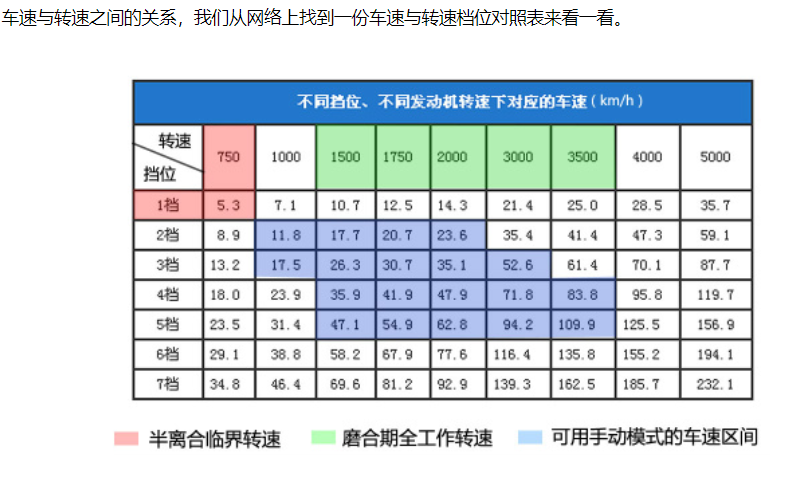 车速与转速之间的关系，我们从网络上找到一份车速与转速档位对照表来看一看。
不同挡位、不同发动机转速下对应的车速（km/h）
转速
挡位 750 1000 1500 1750 2000 3000 3500 4000 5000
1挡 5.3 7.1 10.7 12.5 14.3 21.4 25.0 28.5 35.7
2挡 8.9 11.8 17.7 20.7 23.6 35.4 41.4 47.3 59.1
3挡 13.2 17.5 26.3 30.7 35.1 52.6 61.4 70.1 87.7
4挡 18.0 23.9 35.9 41.9 47.9 71.8 83.8 95.8 119.7
5挡 23.5 31.4 47.1 54.9 62.8 94.2 109.9 125.5 156.9
6挡 29.1 38.8 58.2 67.9 77.6 116.4 135.8 155.2 194.1
7挡 34.8 46.4 69.6 81.2 92.9 139.3 162.5 185.7 232.1
半离合临界转速 磨合期全工作转速 可用手动模式的车速区间